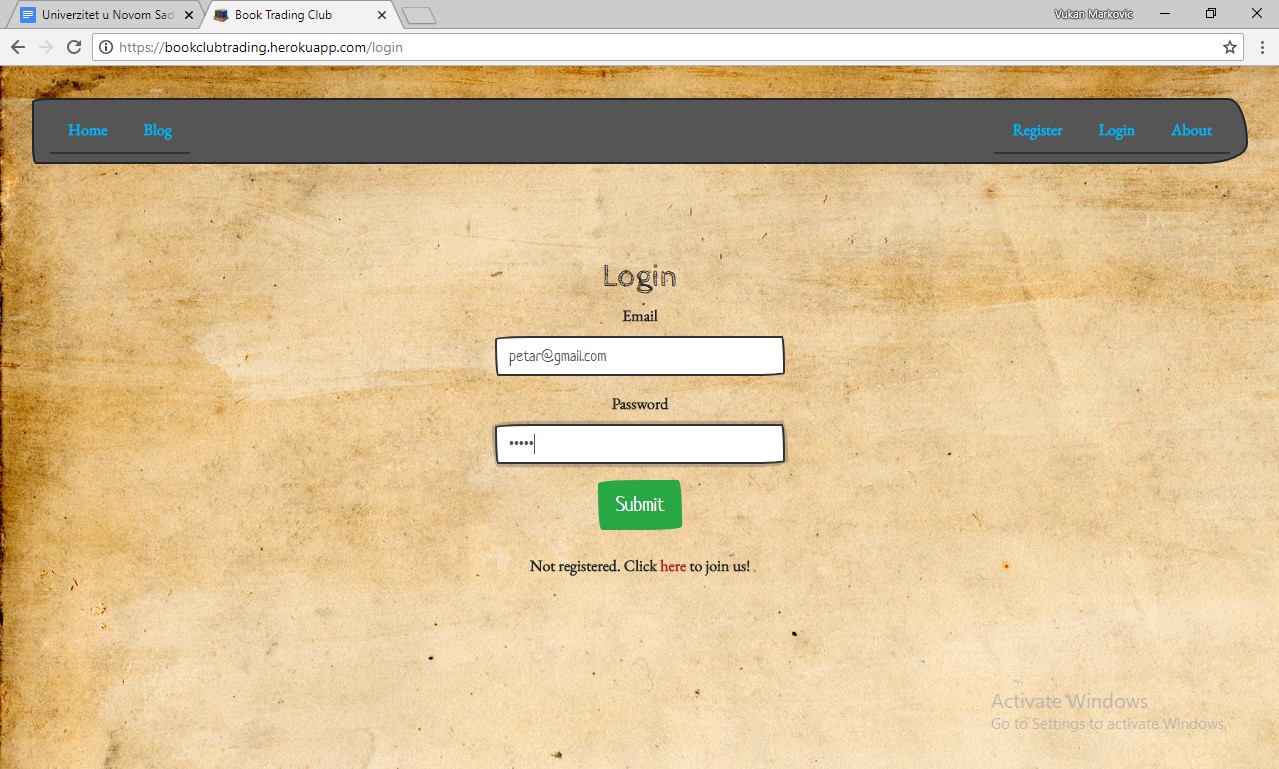 Univerzitet u Novom Sad
Book Trading Club
Vukan Markovic
https://bookclubtrading.herokuapp.com/login
Home Blog Register Login About
Login
Email
petar@gmail.com
Password
•••••
Submit
Not registered. Click here to join us!
Activate Windows
Go to Settings to activate Windows.